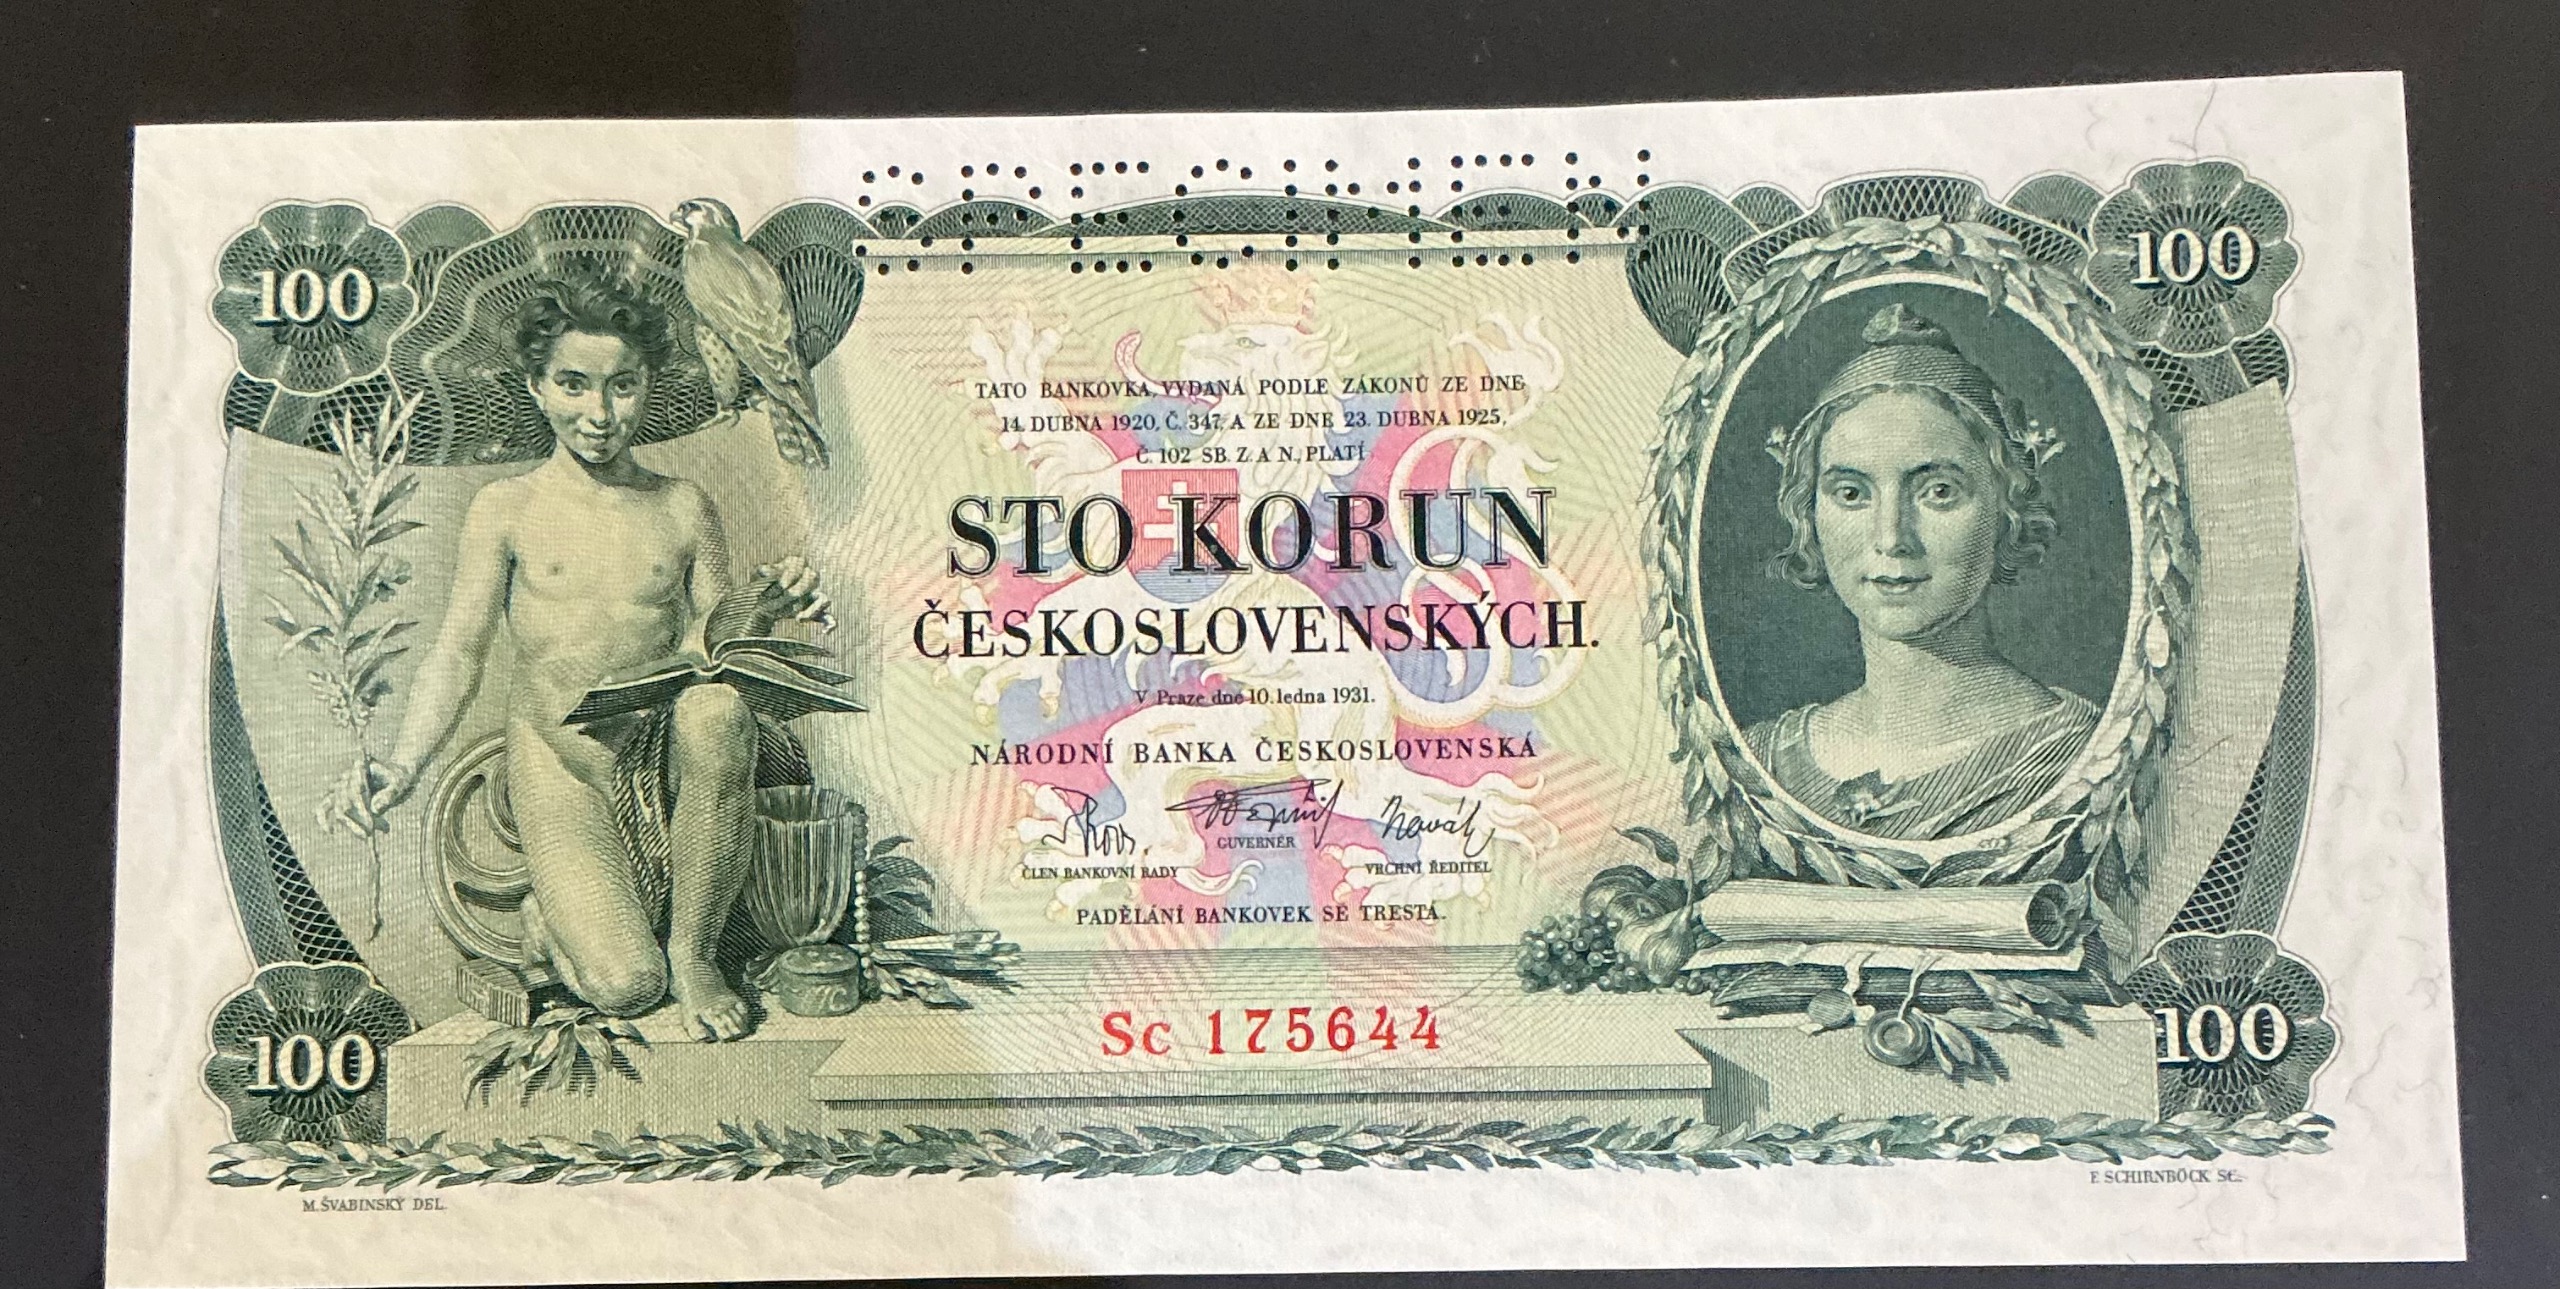 SPECIMEN
100
100
TATO BANKOVKA, VYDANÁ PODLE ZÁKONŮ ZE DNE
14. DUBNA 1920, Č. 347, A ZE DNE 23. DUBNA 1925,
Č. 102 SB. Z. A N., PLATÍ
STO KORUN
ČESKOSLOVENSKÝCH.
V Praze dne 10. ledna 1931.
NÁRODNÍ BANKA ČESKOSLOVENSKÁ
Novák
GUVERNÉR
ČLEN BANKOVNÍ RADY
VRCHNÍ ŘEDITEL
PADĚLÁNÍ BANKOVEK SE TRESTÁ.
Sc 175644
100
100
M. ŠVABINSKÝ DEL.
F. SCHIRNBÖCK SC.